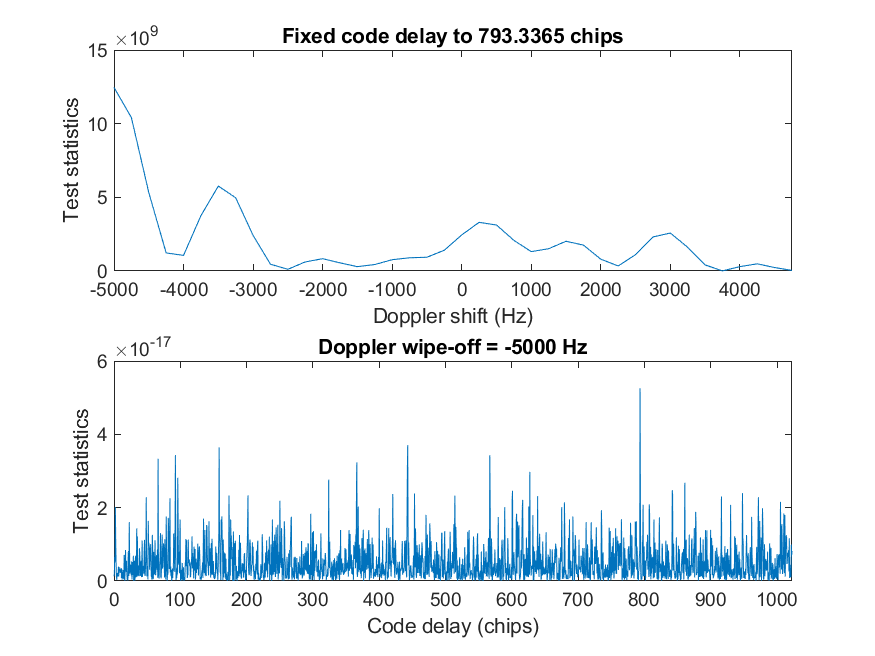 ×10^9
Fixed code delay to 793.3365 chips
15
10
5
0
Test statistics
-5000 -4000 -3000 -2000 -1000 0 1000 2000 3000 4000
Doppler shift (Hz)
×10^-17
Doppler wipe-off = -5000 Hz
6
4
2
0
Test statistics
0 100 200 300 400 500 600 700 800 900 1000
Code delay (chips)